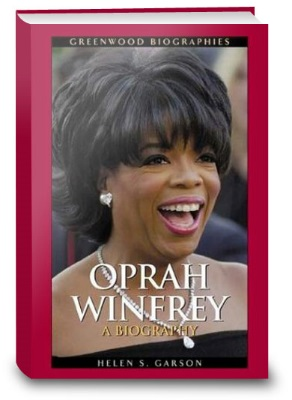 GREENWOOD BIOGRAPHIES
OPRAH
WINFREY
A BIOGRAPHY
HELEN S. GARSON